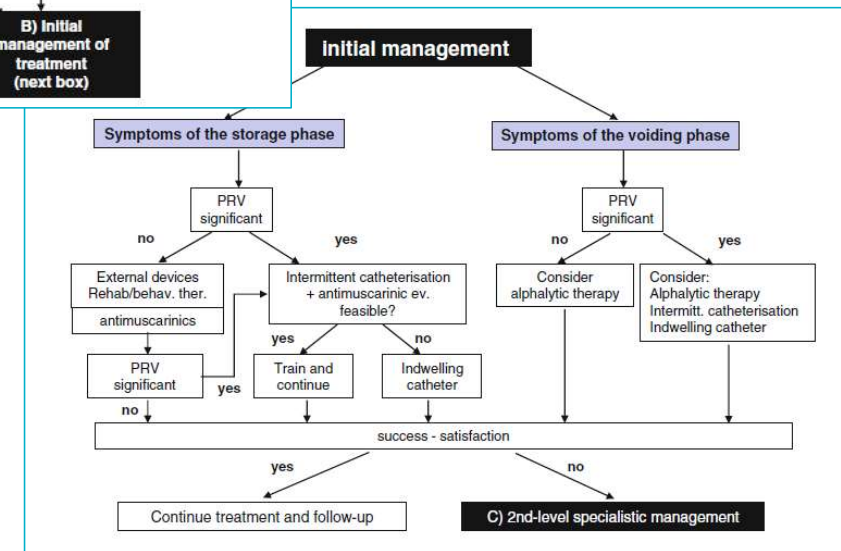 B) Initial
management of
treatment
(next box)
initial management
Symptoms of the storage phase
Symptoms of the voiding phase
PRV
significant
PRV
significant
no
yes
no
yes
External devices
Rehab/behav. ther.
antimuscarinics
Intermittent catheterisation
+ antimuscarinic ev.
feasible?
Consider
alphalytic therapy
Consider:
Alphalytic therapy
Intermitt. catheterisation
Indwelling catheter
yes
no
PRV
significant
yes
Train and
continue
Indwelling
catheter
no
success - satisfaction
yes
no
Continue treatment and follow-up
C) 2nd-level specialistic management